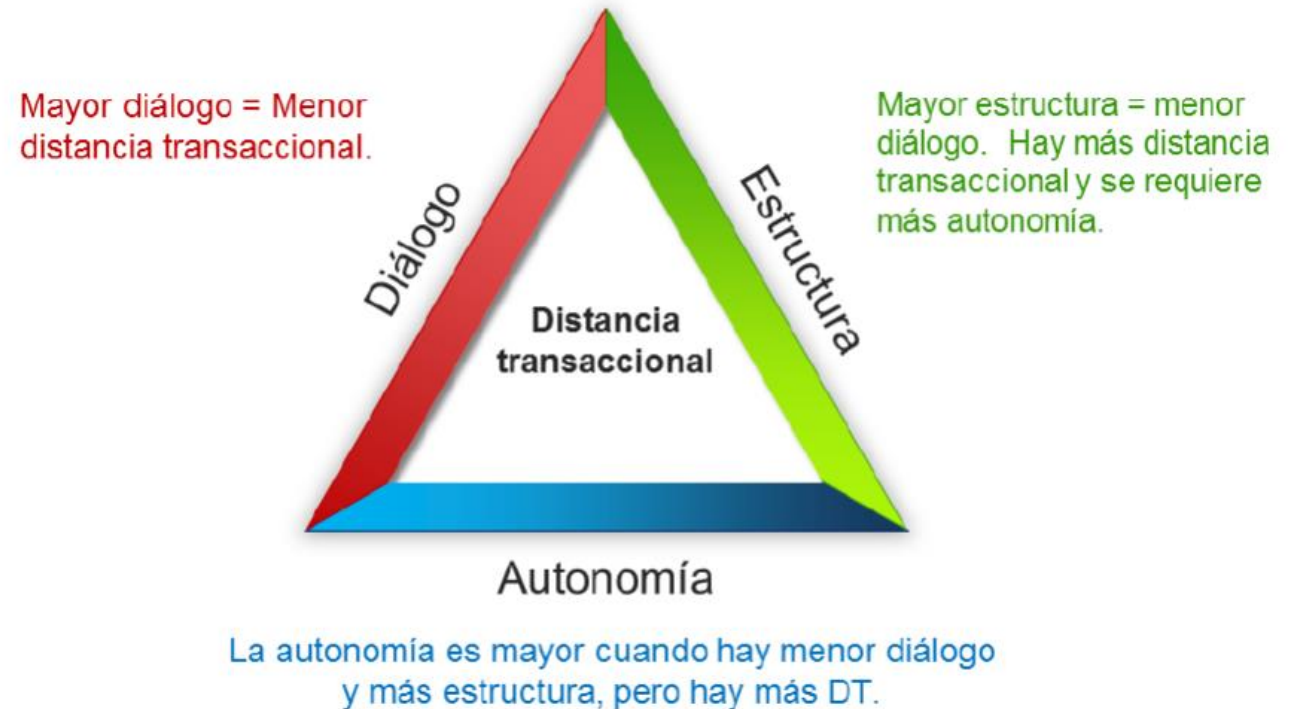 Mayor diálogo = Menor
distancia transaccional.
Mayor estructura = menor
diálogo. Hay más distancia
transaccional y se requiere
más autonomía.
Diálogo
Estructura
Distancia
transaccional
Autonomía
La autonomía es mayor cuando hay menor diálogo
y más estructura, pero hay más DT.